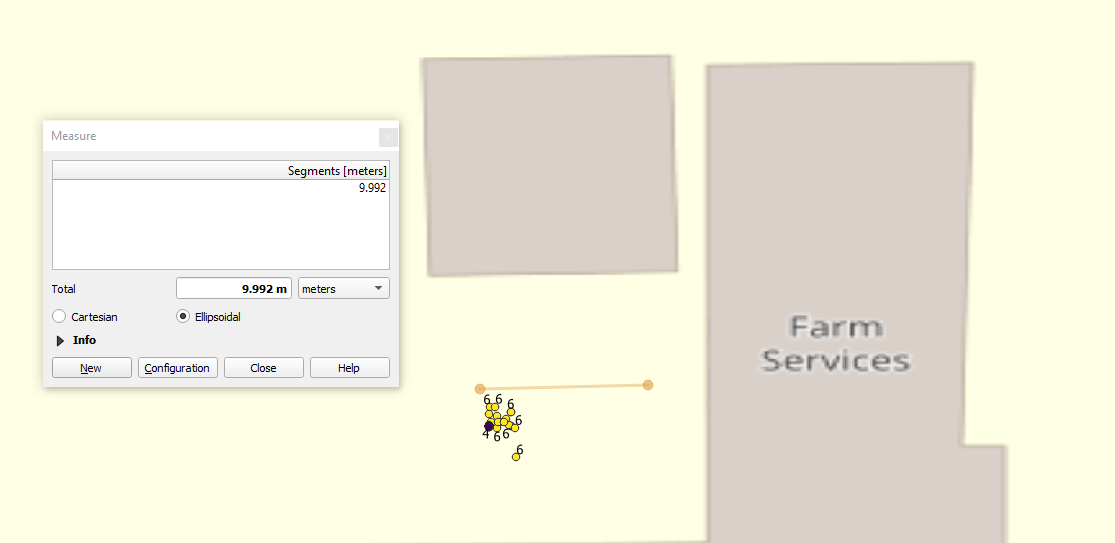 Measure
Segments [meters]
9.992
Total
9.992 m
meters
Cartesian
Ellipsoidal
Info
New
Configuration
Close
Help
Farm
Services
6
6
6
6
4
6
6
6